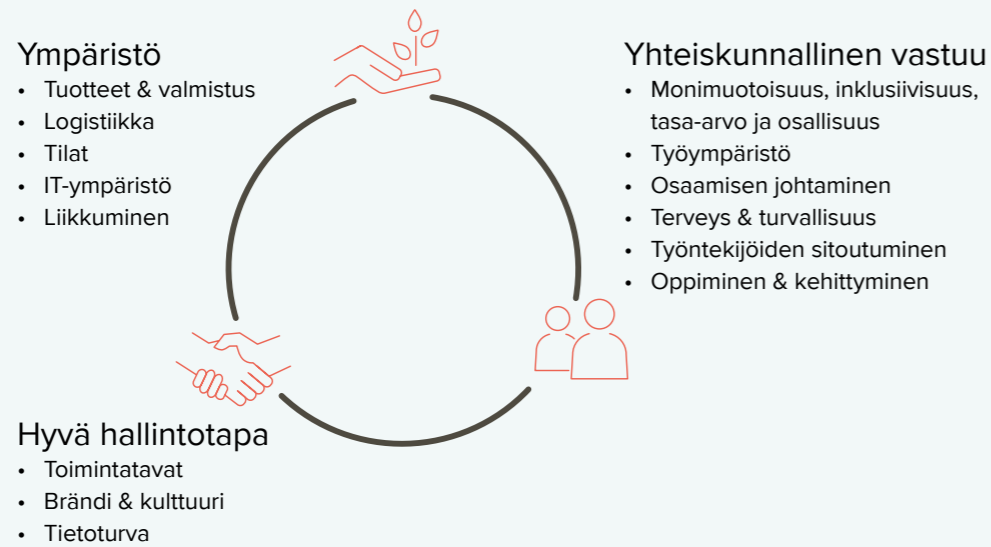 Ympäristö
• Tuotteet & valmistus
• Logistiikka
• Tilat
• IT-ympäristö
• Liikkuminen
Yhteiskunnallinen vastuu
• Monimuotoisuus, inklusiivisuus,
tasa-arvo ja osallisuus
• Työympäristö
• Osaamisen johtaminen
• Terveys & turvallisuus
• Työntekijöiden sitoutuminen
• Oppiminen & kehittyminen
Hyvä hallintotapa
• Toimintatavat
• Brändi & kulttuuri
• Tietoturva